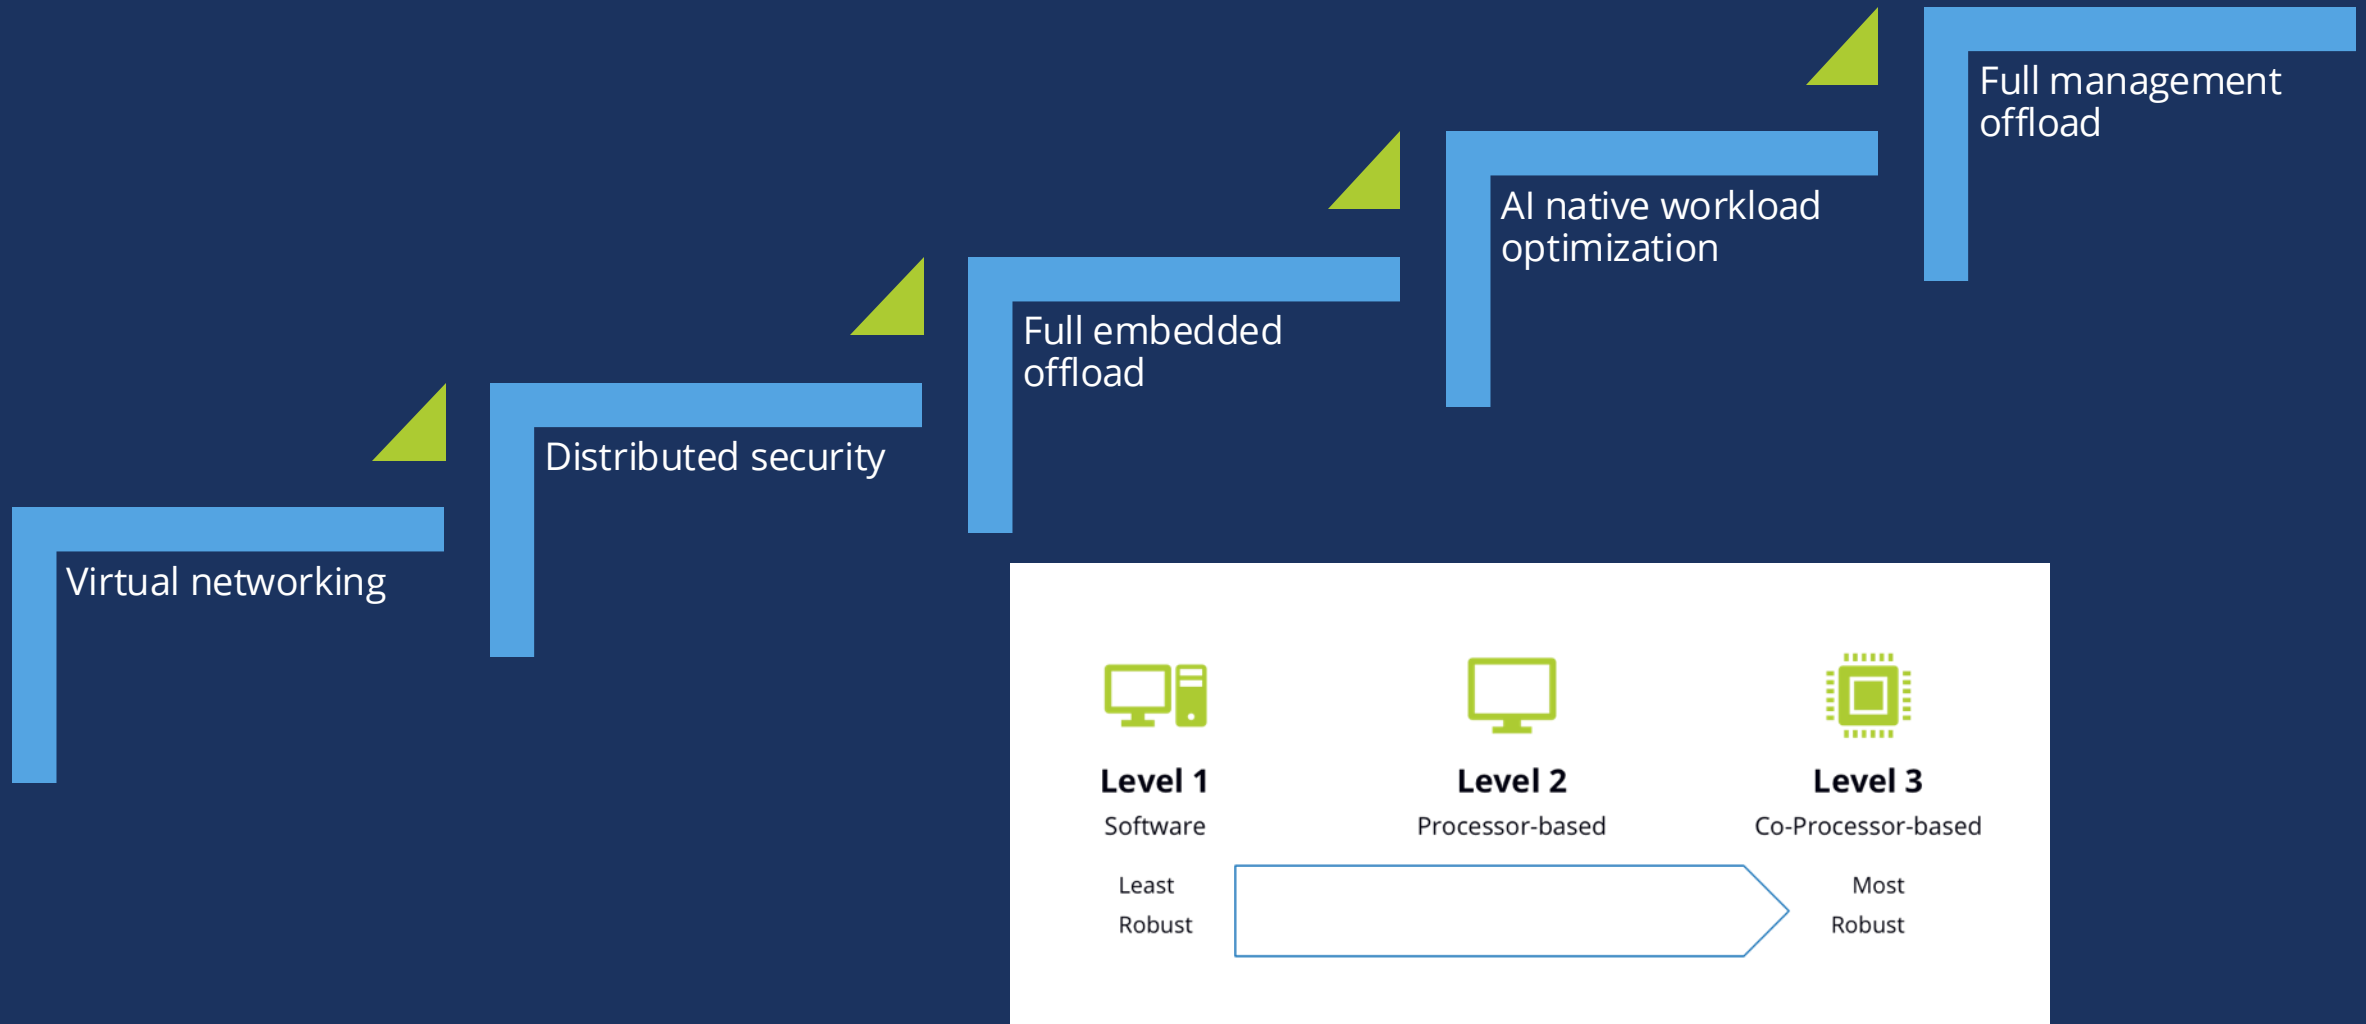 Virtual networking
Distributed security
Full embedded
offload
AI native workload
optimization
Full management
offload
Level 1
Software
Least
Robust
Level 2
Processor-based
Level 3
Co-Processor-based
Most
Robust